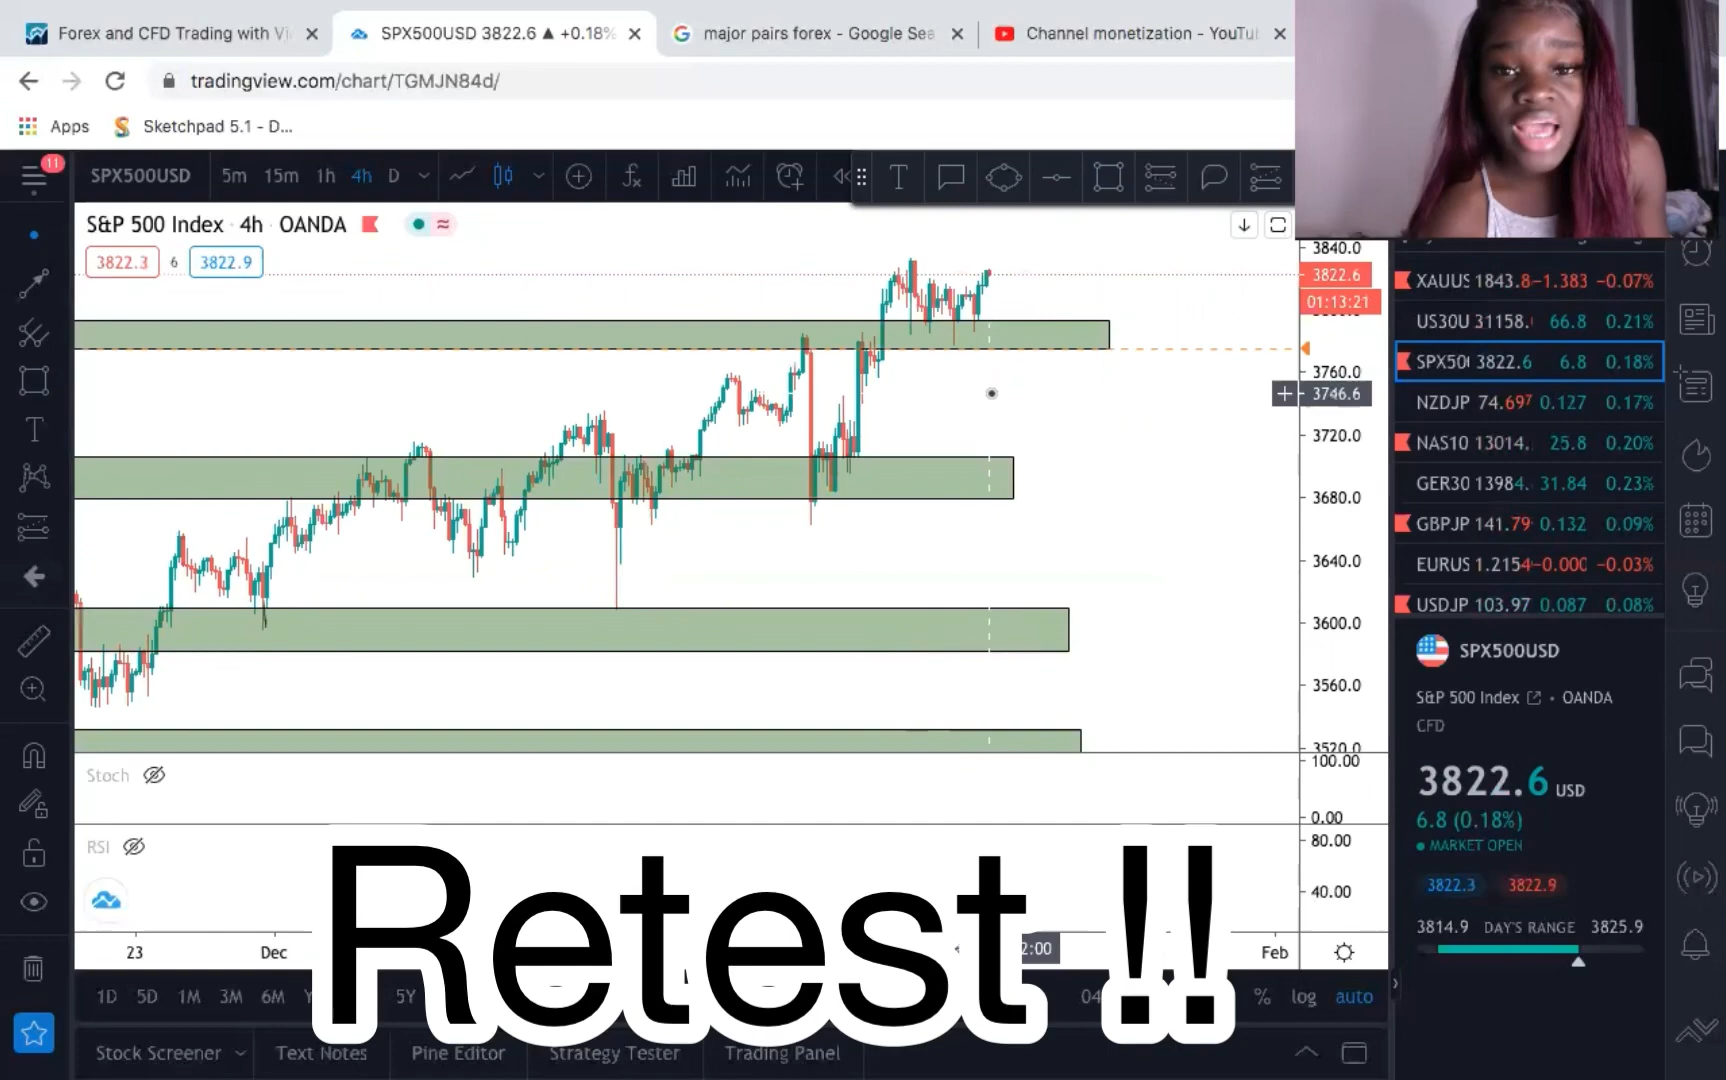 Forex and CFD Trading with Vi
SPX500USD 3822.6 ▲ +0.18%
major pairs forex - Google Sea
Channel monetization - YouTu
tradingview.com/chart/TGMJN84d/
Apps
Sketchpad 5.1 - D...
11
SPX500USD 5m 15m 1h 4h D
S&P 500 Index · 4h · OANDA
3822.3 6 3822.9
3840.0
3822.6
01:13:21
3760.0
3746.6
3720.0
3680.0
3640.0
3600.0
3560.0
3520.0
Stoch
100.00
0.00
RSI
80.00
40.00
23 Dec 2:00 Feb
Retest !!
1D 5D 1M 3M 6M Y 5Y 04 % log auto
Stock Screener Text Notes Pine Editor Strategy Tester Trading Panel
XAUUS 1843.8 −1.383 −0.07%
US30U 31158. 66.8 0.21%
SPX50 3822.6 6.8 0.18%
NZDJP 74.697 0.127 0.17%
NAS10 13014. 25.8 0.20%
GER30 13984. 31.84 0.23%
GBPJP 141.79 0.132 0.09%
EURUS 1.2154 −0.000 −0.03%
USDJP 103.97 0.087 0.08%
SPX500USD
S&P 500 Index · OANDA
CFD
3822.6 USD
6.8 (0.18%)
MARKET OPEN
3822.3 3822.9
3814.9 DAY'S RANGE 3825.9